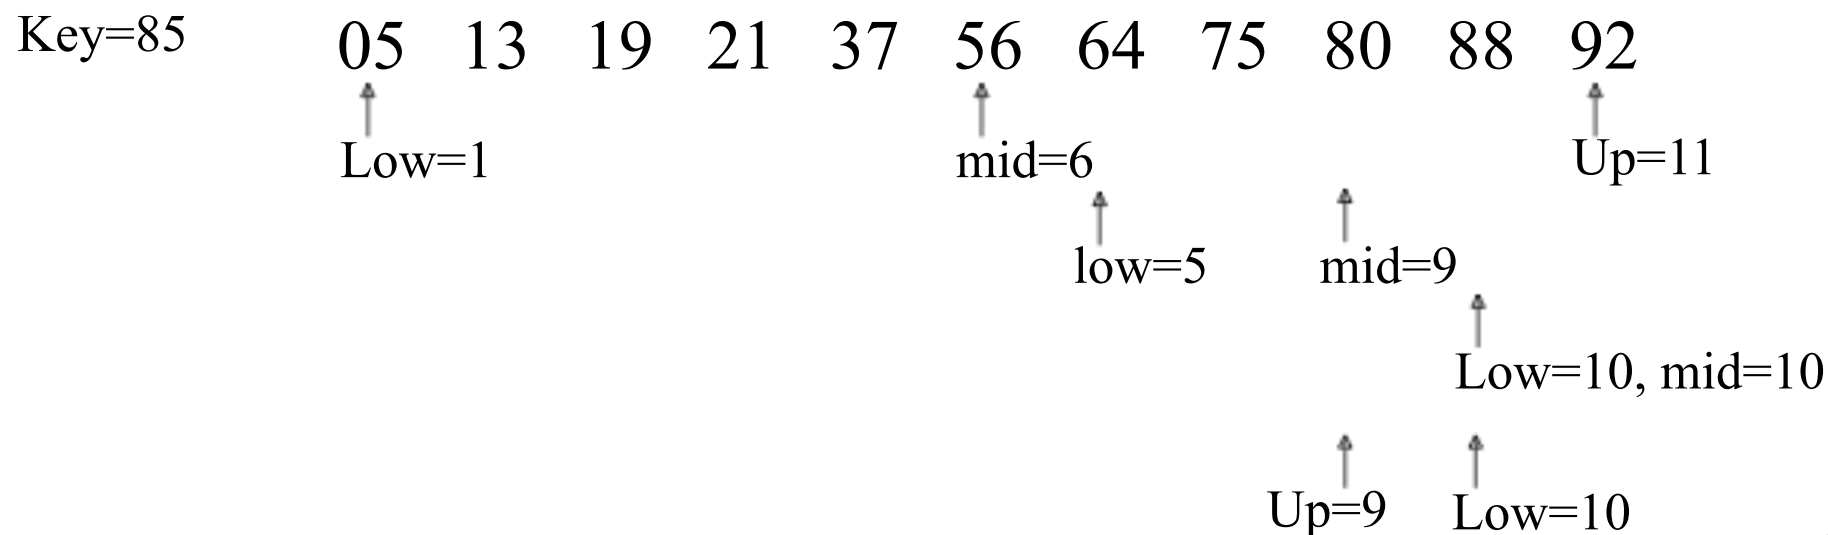 Key=85 05 13 19 21 37 56 64 75 80 88 92
Low=1 mid=6 Up=11
low=5 mid=9
Low=10, mid=10
Up=9 Low=10